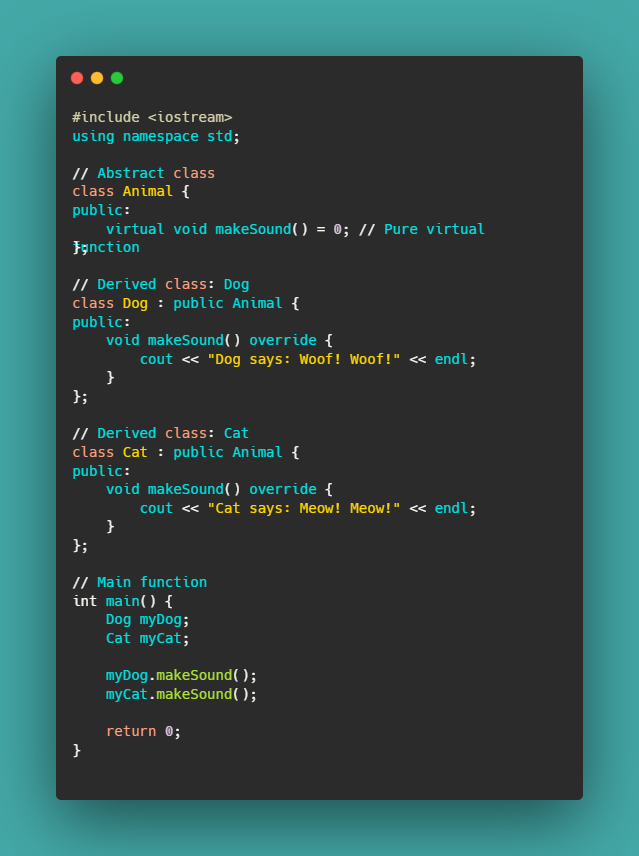 #include <iostream>
using namespace std;
// Abstract class
class Animal {
public:
    virtual void makeSound() = 0; // Pure virtual
function
};
// Derived class: Dog
class Dog : public Animal {
public:
    void makeSound() override {
        cout << "Dog says: Woof! Woof!" << endl;
    }
};
// Derived class: Cat
class Cat : public Animal {
public:
    void makeSound() override {
        cout << "Cat says: Meow! Meow!" << endl;
    }
};
// Main function
int main() {
    Dog myDog;
    Cat myCat;
    myDog.makeSound();
    myCat.makeSound();
    return 0;
}